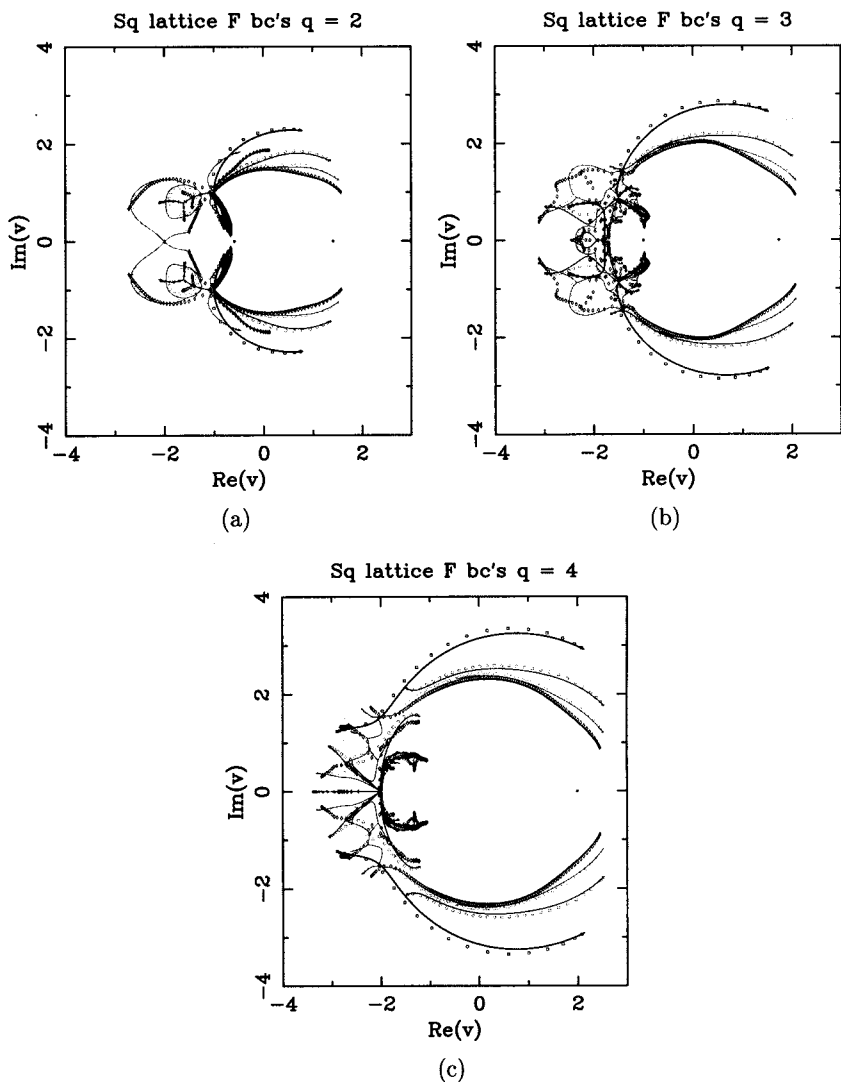 Sq lattice F bc's q = 2
4
2
0
−2
−4
Im(v)
−4
−2
0
2
Re(v)
(a)
Sq lattice F bc's q = 3
4
2
0
−2
−4
Im(v)
−4
−2
0
2
Re(v)
(b)
Sq lattice F bc's q = 4
4
2
0
−2
−4
Im(v)
−4
−2
0
2
Re(v)
(c)